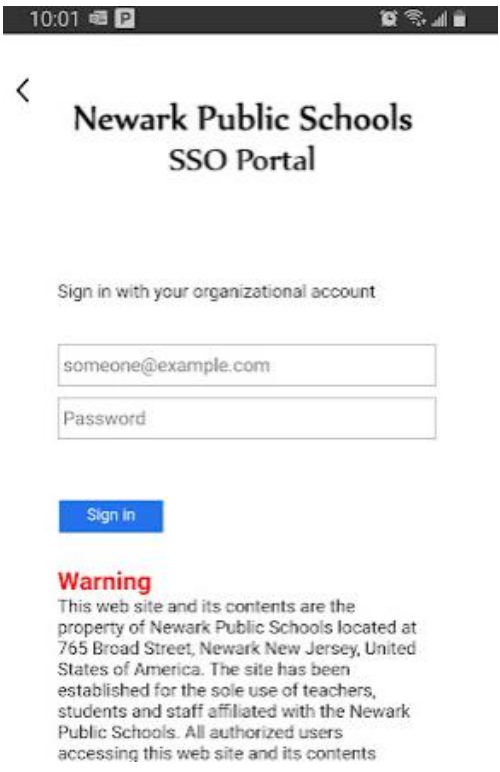 10:01 P
Newark Public Schools
SSO Portal
Sign in with your organizational account
someone@example.com
Password
Sign in
Warning
This web site and its contents are the
property of Newark Public Schools located at
765 Broad Street, Newark New Jersey, United
States of America. The site has been
established for the sole use of teachers,
students and staff affiliated with the Newark
Public Schools. All authorized users
accessing this web site and its contents